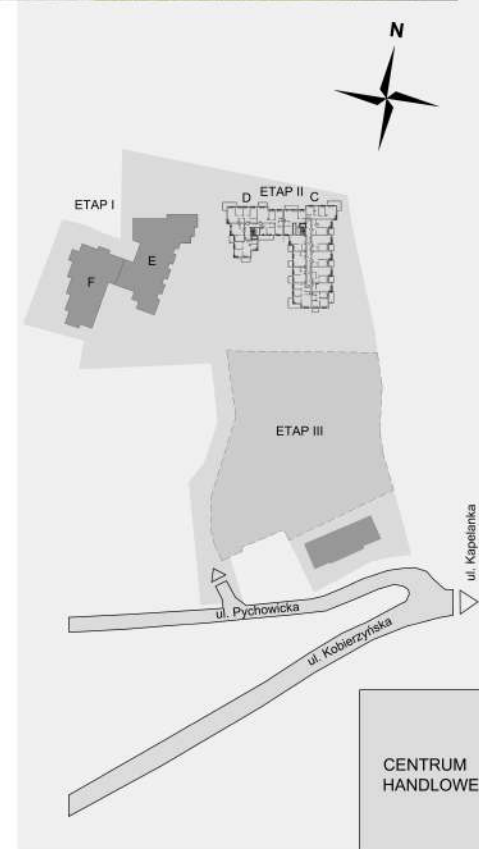 N
ETAP I
D
ETAP II
C
E
F
ETAP III
ul. Kapelanka
ul. Pychowicka
ul. Kobierzyńska
CENTRUM
HANDLOWE